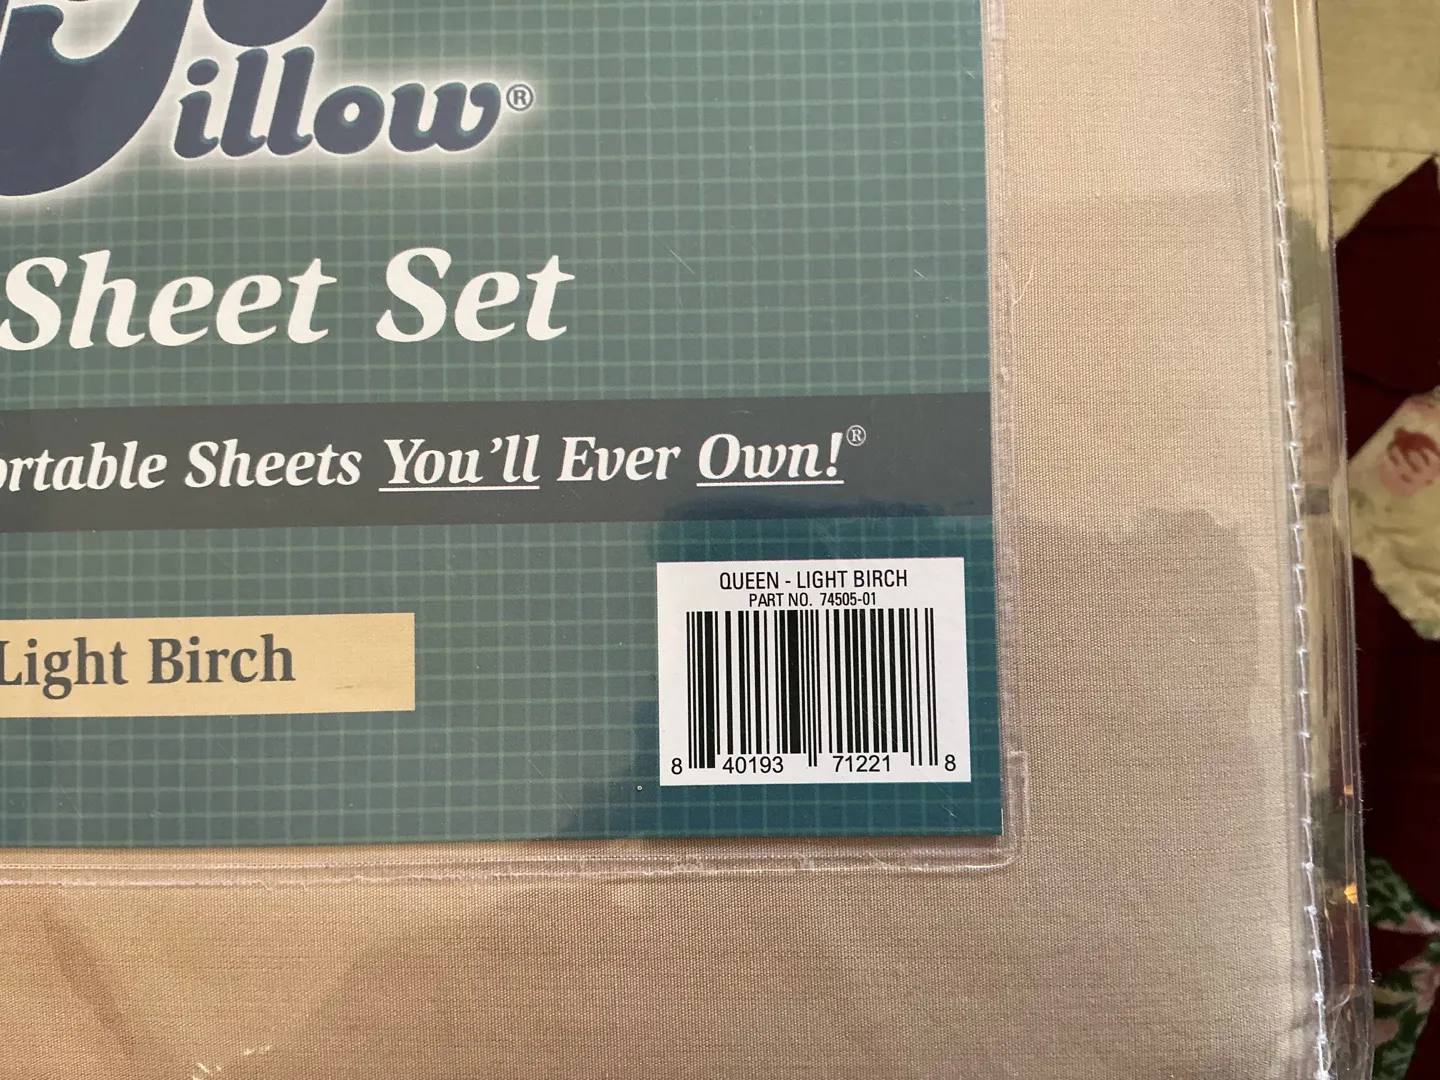 illow®
Sheet Set
ortable Sheets You'll Ever Own!®
Light Birch
QUEEN - LIGHT BIRCH
PART NO. 74505-01
8 40193 71221 8